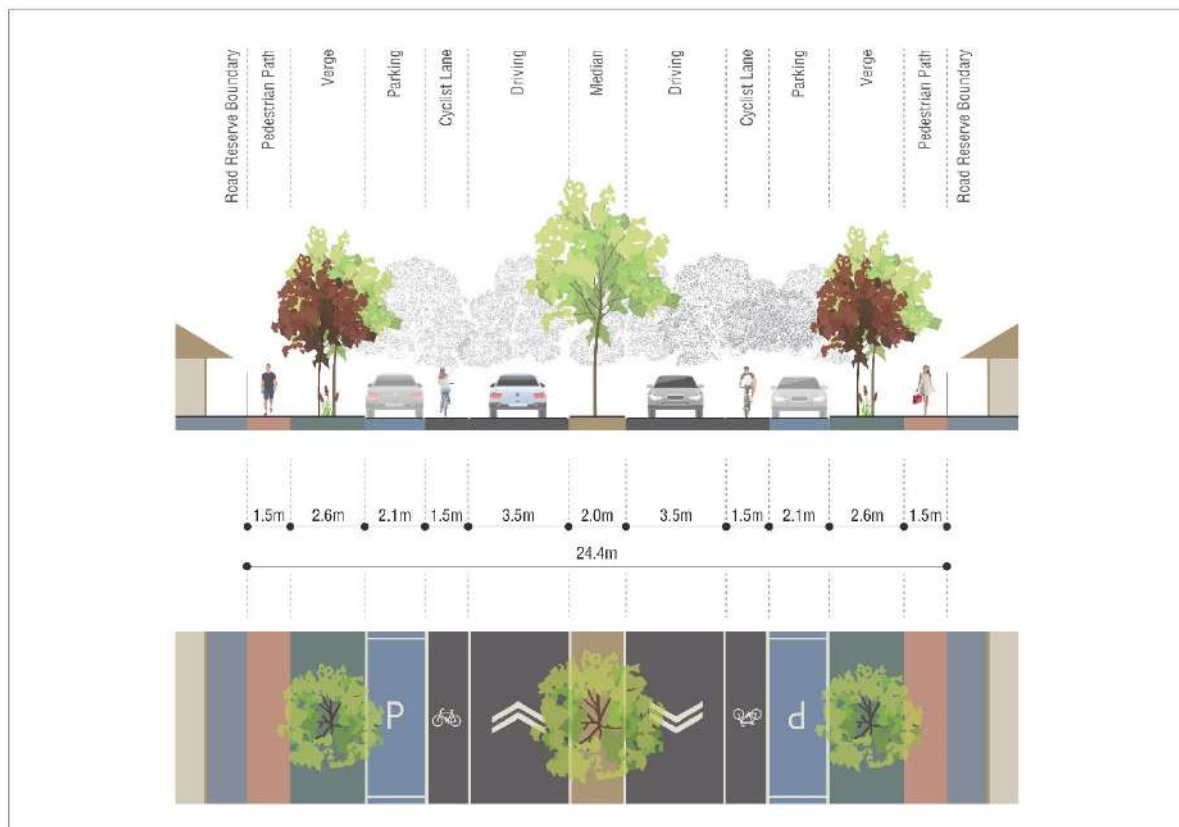 Road Reserve Boundary
Pedestrian Path
Verge
Parking
Cyclist Lane
Driving
Median
Driving
Cyclist Lane
Parking
Verge
Pedestrian Path
Road Reserve Boundary
1.5m 2.6m 2.1m 1.5m 3.5m 2.0m 3.5m 1.5m 2.1m 2.6m 1.5m
24.4m
P
P